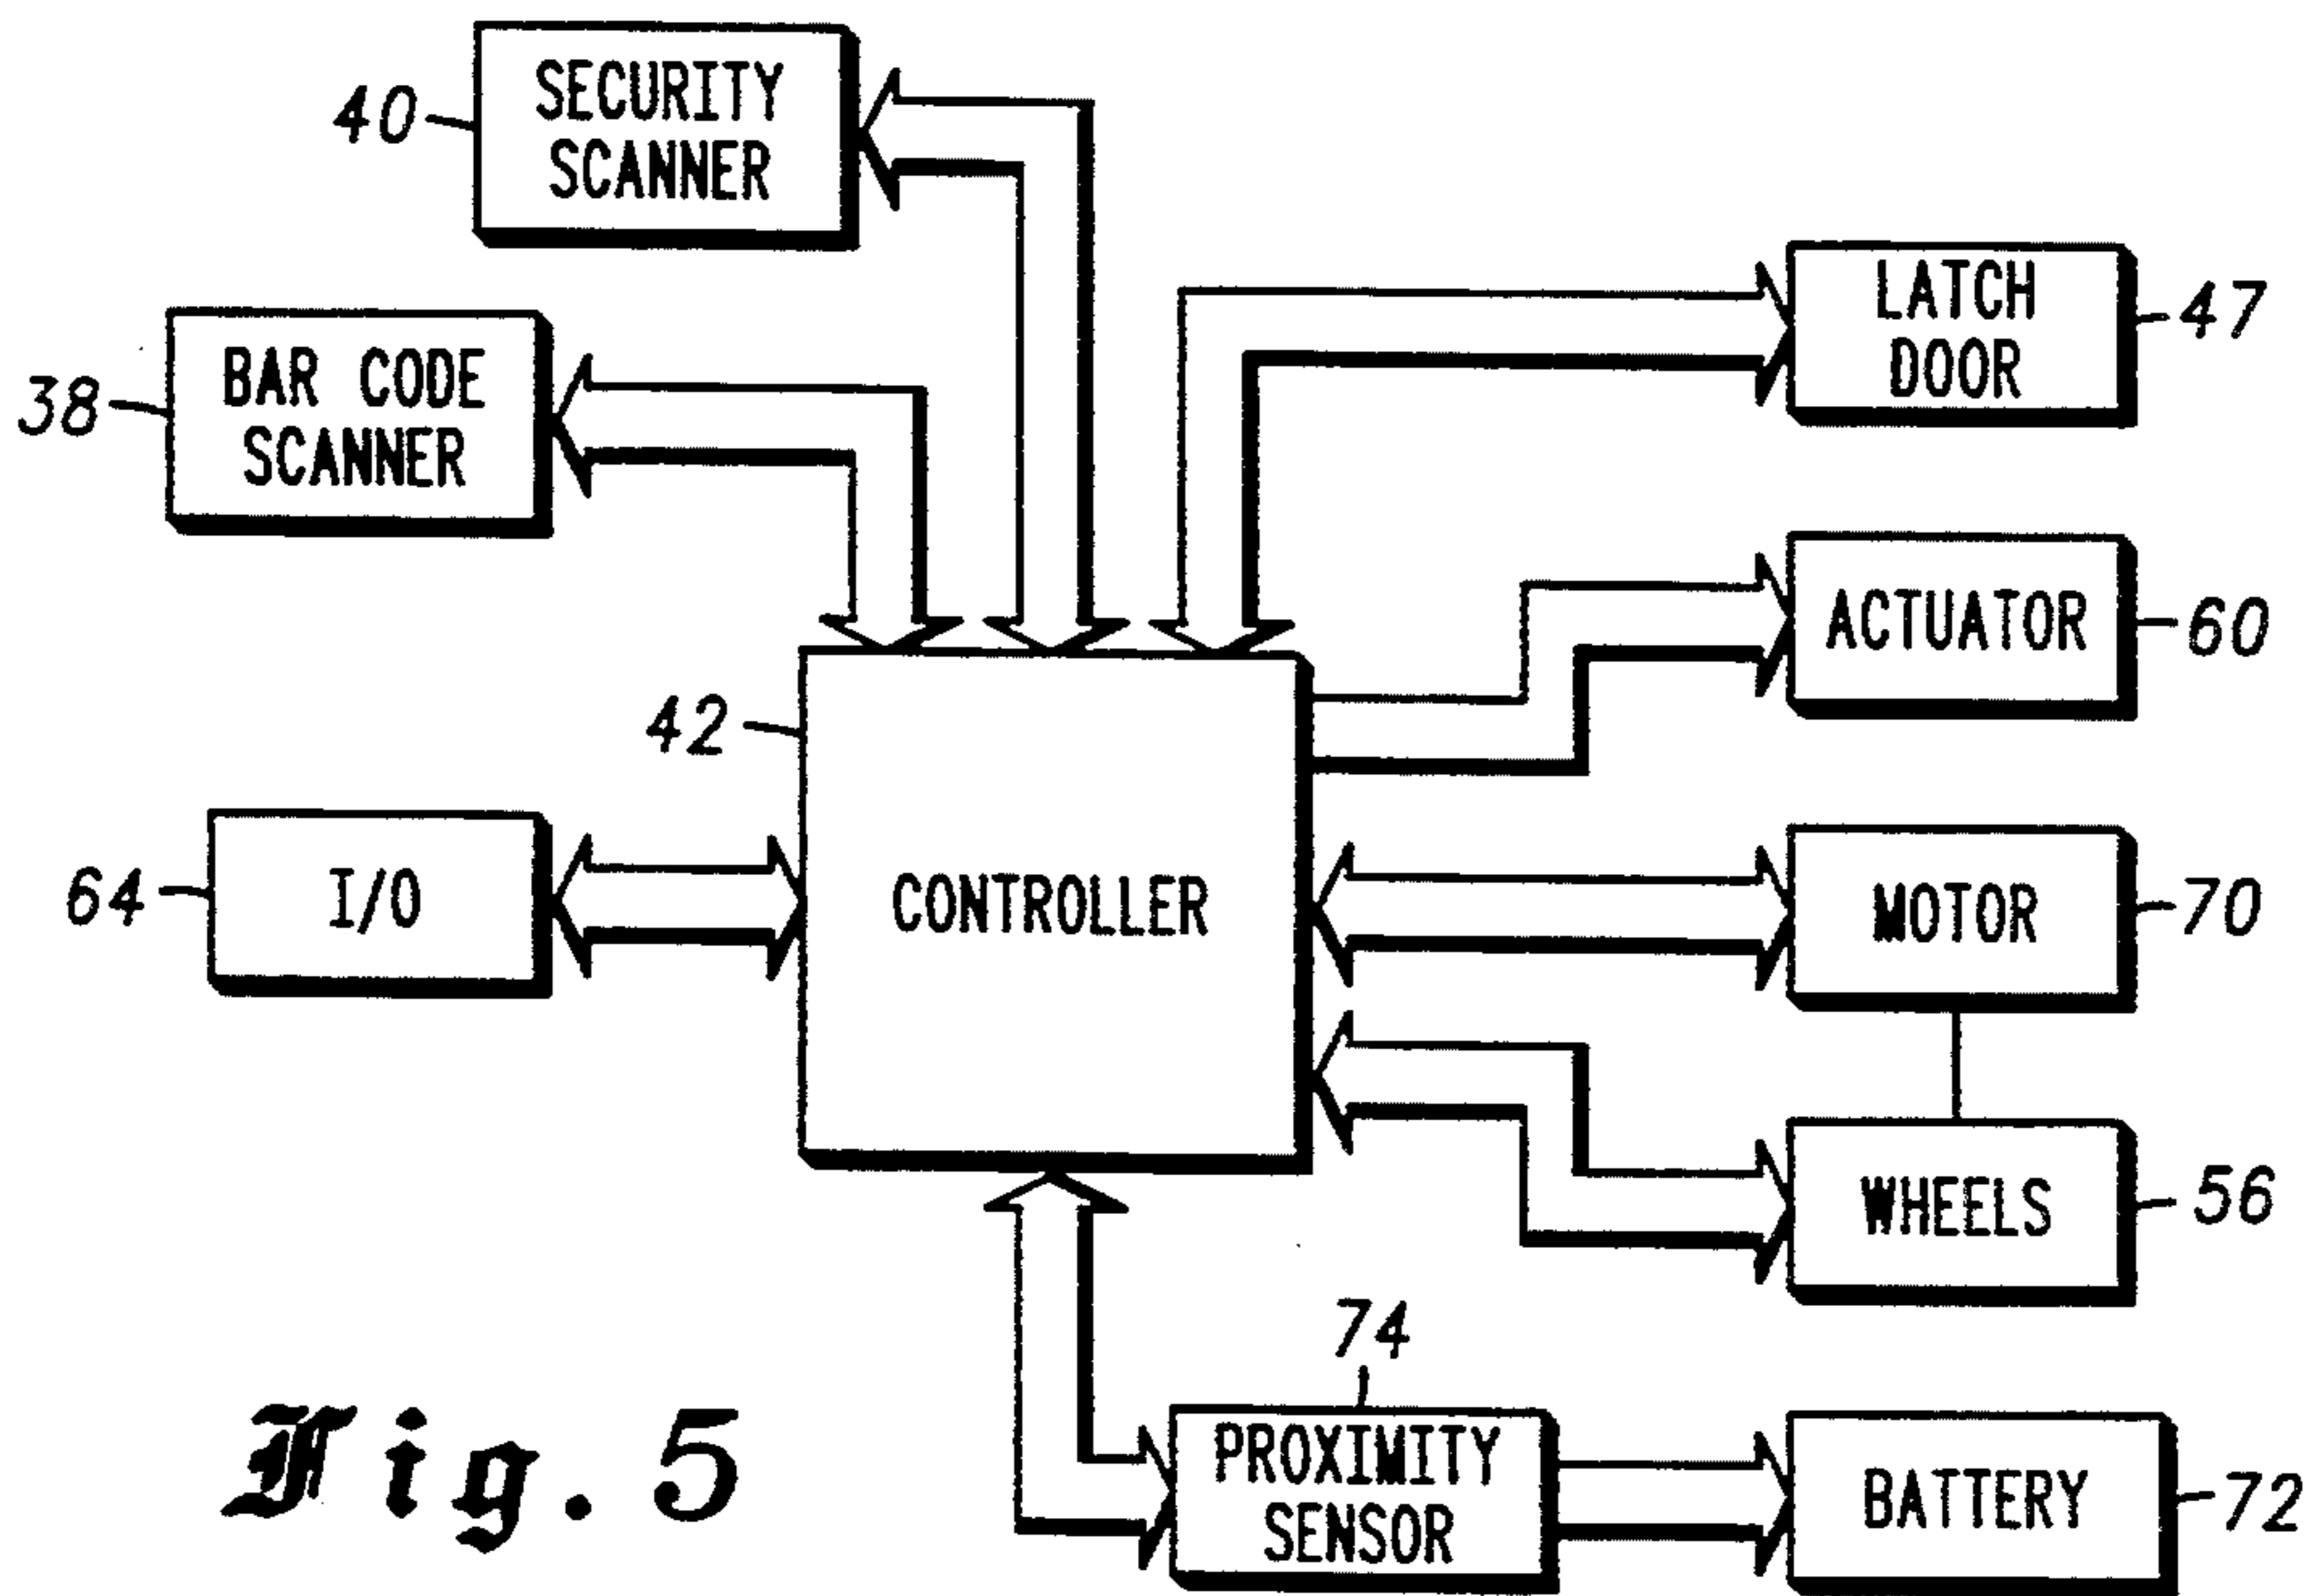 40
SECURITY
SCANNER
LATCH
DOOR
47
38
BAR CODE
SCANNER
ACTUATOR
60
42
64
I/O
CONTROLLER
MOTOR
70
WHEELS
56
74
PROXIMITY
SENSOR
BATTERY
72
Fig. 5